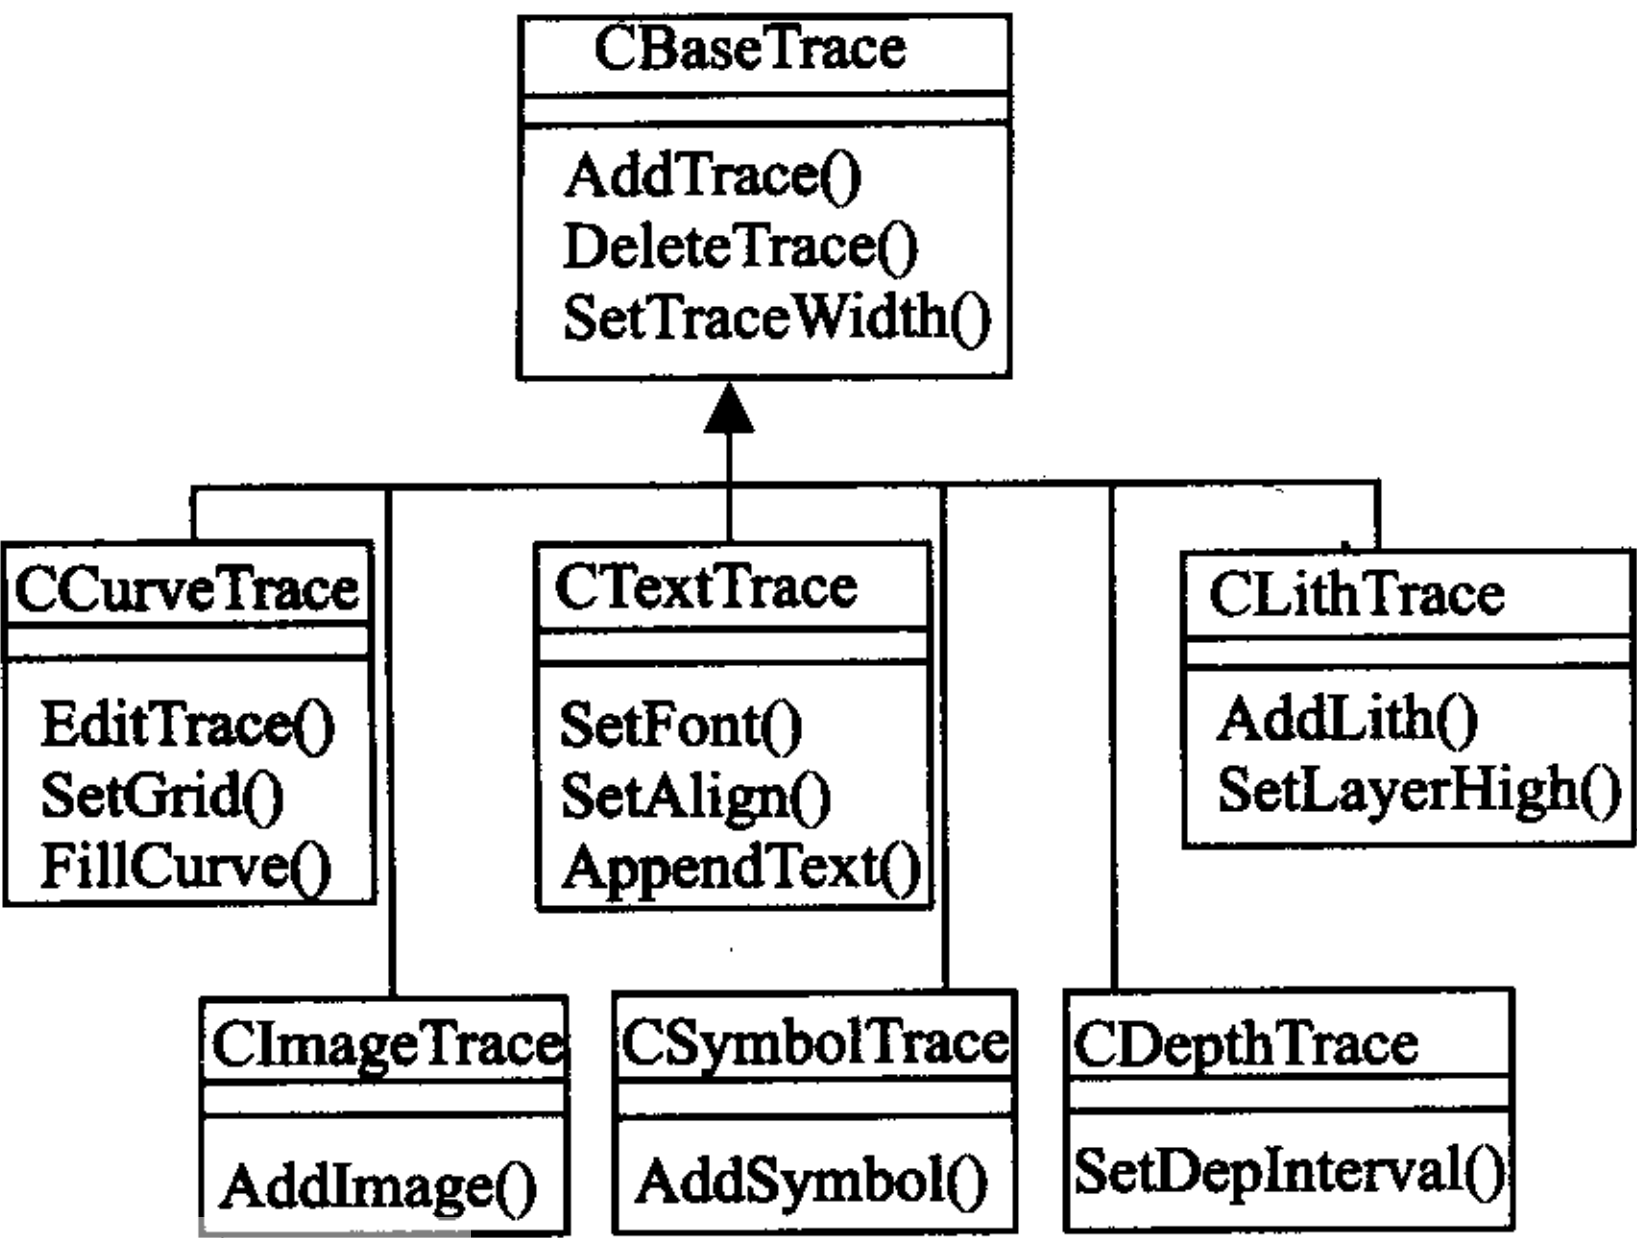 CBaseTrace
AddTrace()
DeleteTrace()
SetTraceWidth()
CCurveTrace
EditTrace()
SetGrid()
FillCurve()
CTextTrace
SetFont()
SetAlign()
AppendText()
CLithTrace
AddLith()
SetLayerHigh()
CImageTrace
AddImage()
CSymbolTrace
AddSymbol()
CDepthTrace
SetDepInterval()